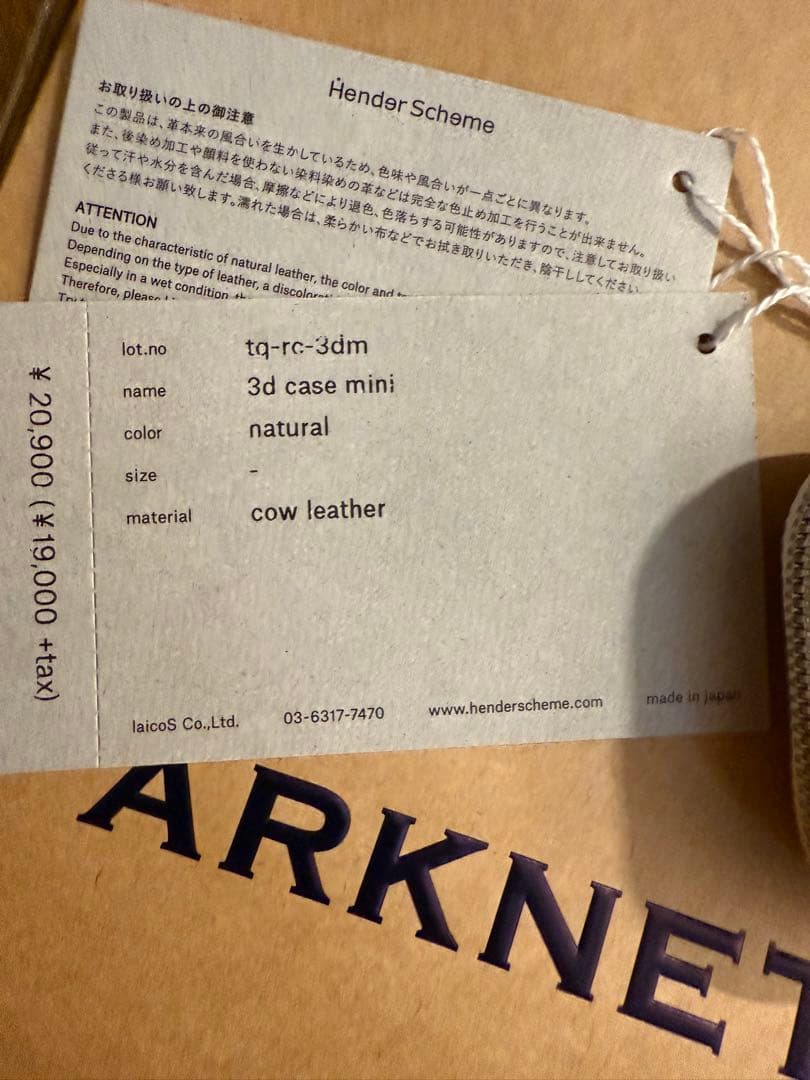 Hender Scheme
お取り扱いの上の御注意
この製品は、革本来の風合いを生かしているため、色味や風合いが一点ごとに異なります。
また、後染め加工や顔料を使わない染料染めの革などは完全な色止め加工を行うことが出来ません。
従って汗や水分を含んだ場合、摩擦などにより退色、色落ちする可能性がありますので、注意してお取り扱い
くださる様お願い致します。濡れた場合は、柔らかい布などでお拭き取りいただき、陰干ししてください。
ATTENTION
Due to the characteristic of natural leather, the color and
Depending on the type of leather, a
Especially in a wet condition,
Therefore, please
lot.no tq-rc-3dm
name 3d case mini
color natural
size -
material cow leather
¥ 20,900 (¥19,000 +tax)
laicoS Co.,Ltd. 03-6317-7470 www.henderscheme.com made in japan
ARKNET